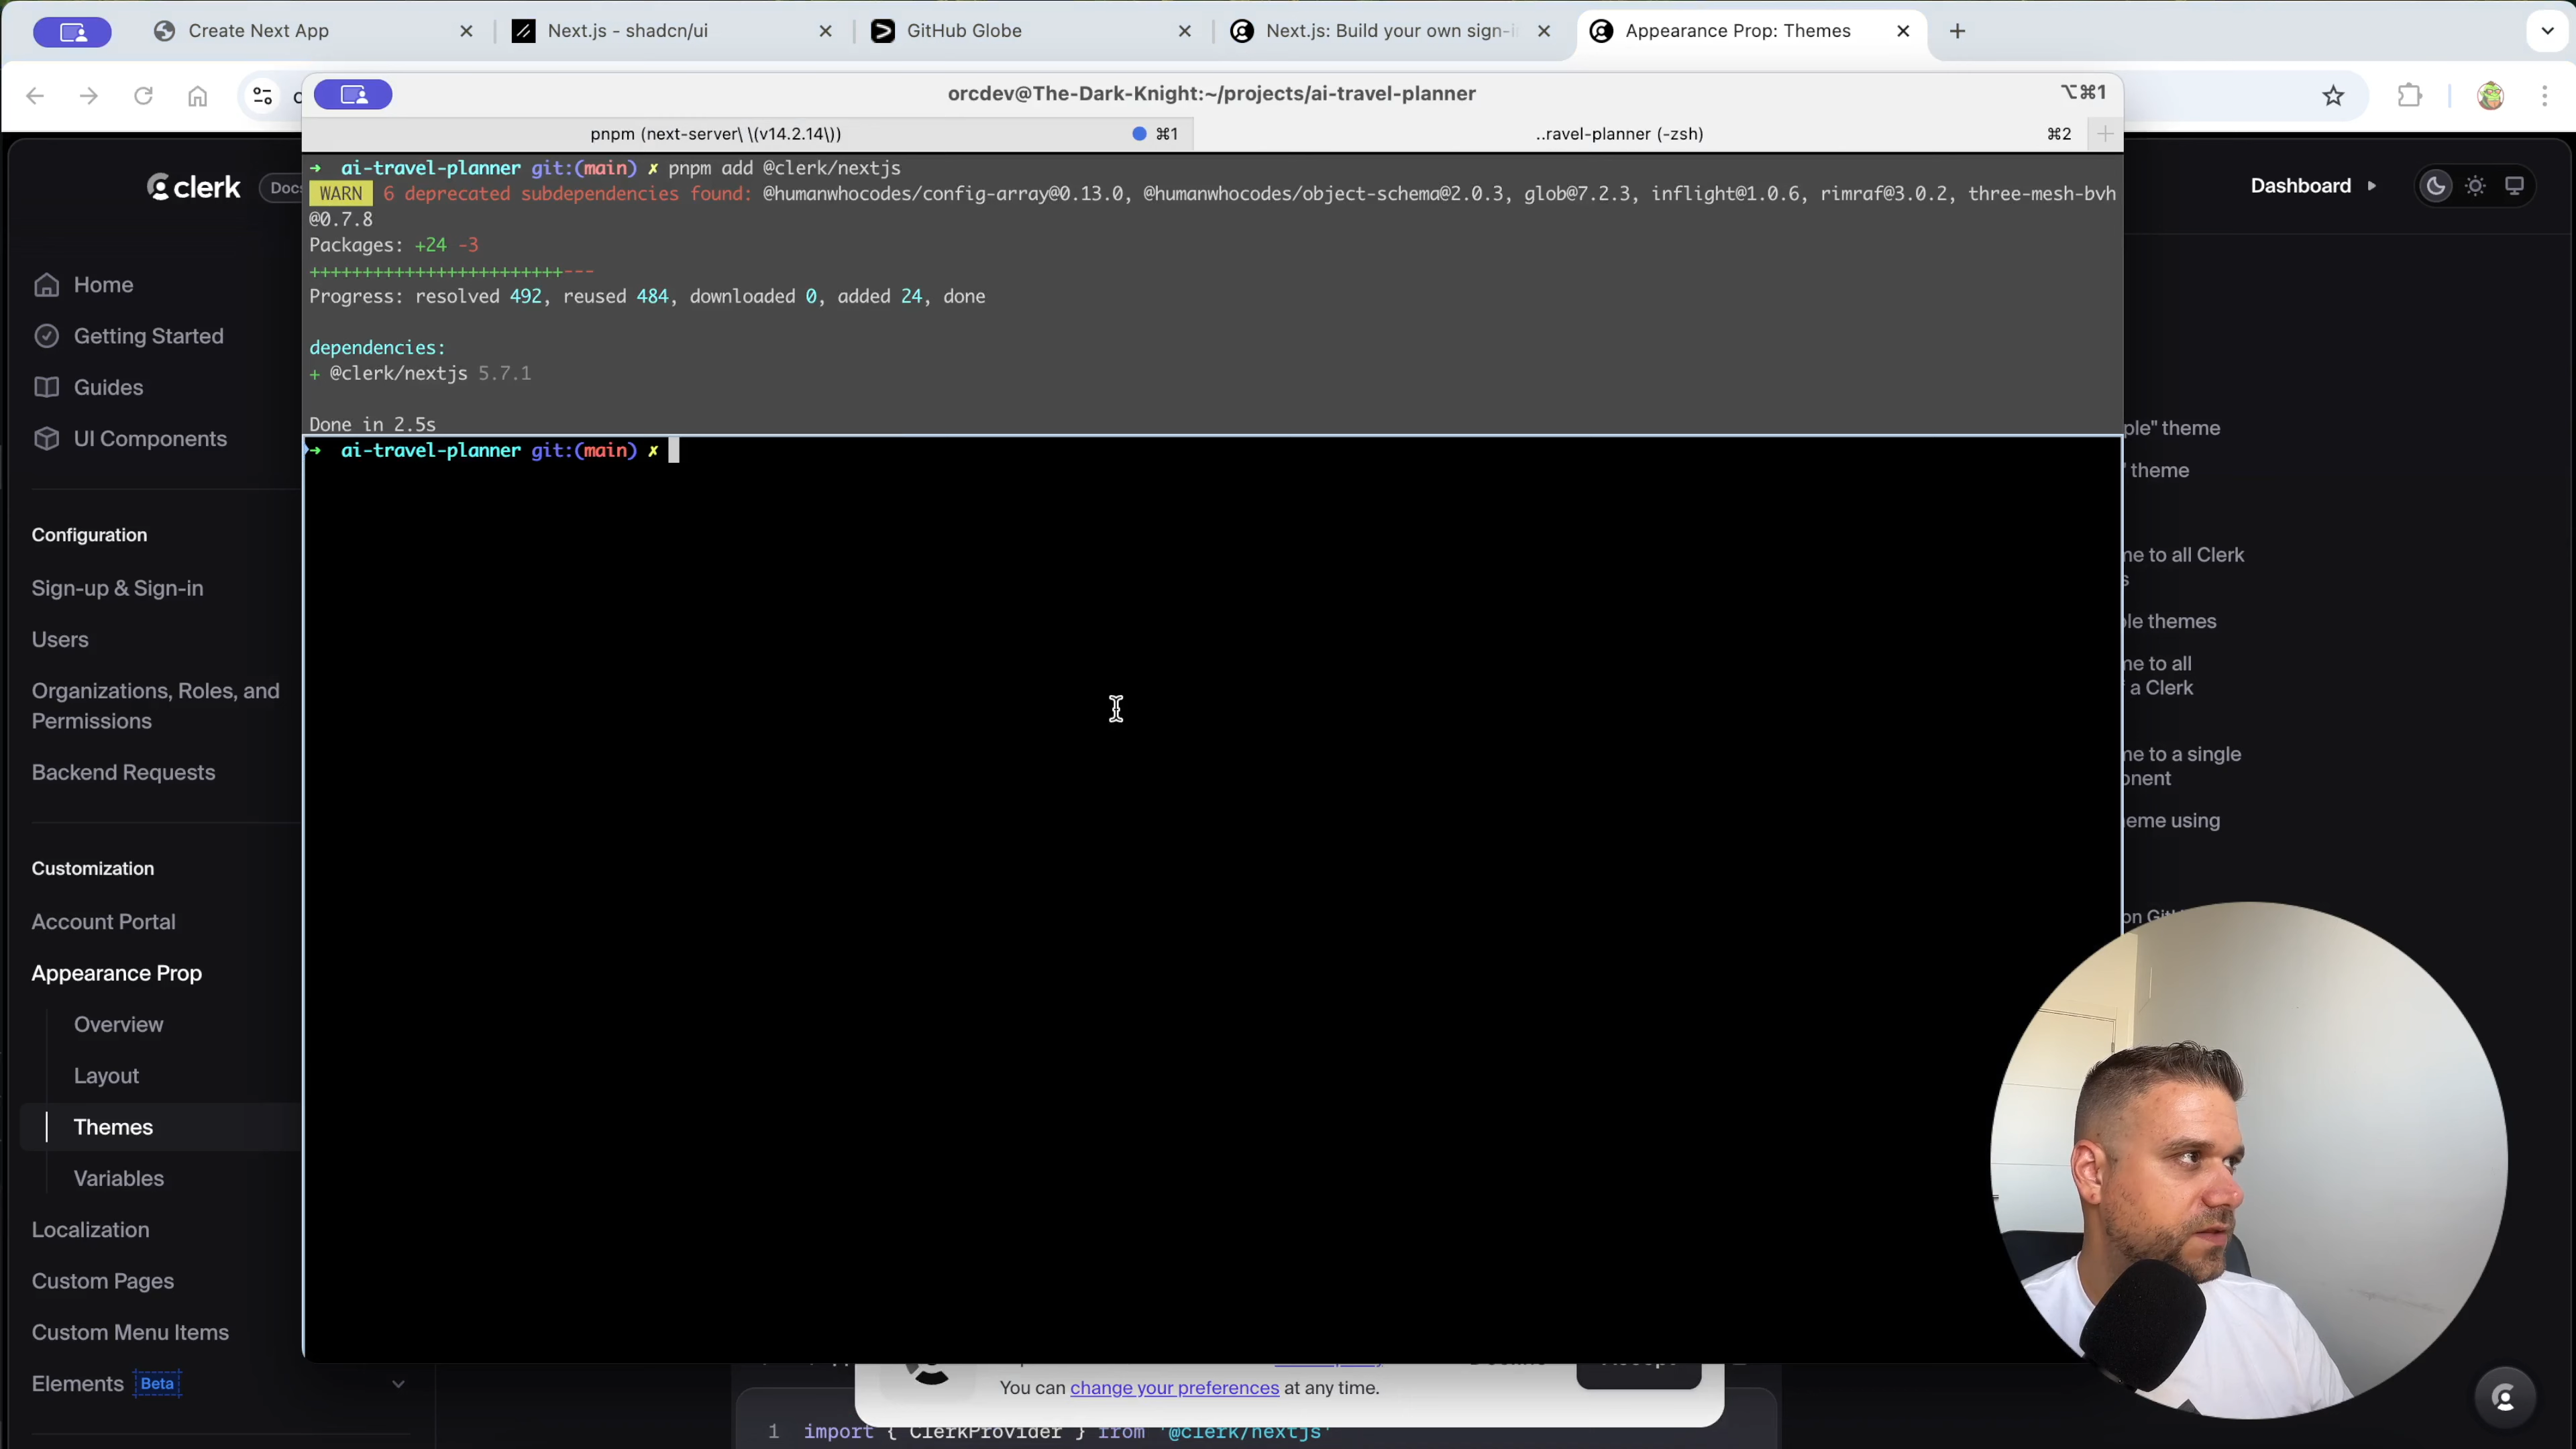 Create Next App
Next.js - shadcn/ui
GitHub Globe
Next.js: Build your own sign-i
Appearance Prop: Themes
orcdev@The-Dark-Knight:~/projects/ai-travel-planner
⌥⌘1
pnpm (next-server\ \(v14.2.14\))
⌘1
..ravel-planner (-zsh)
⌘2
clerk
Docs
Dashboard
➜ ai-travel-planner git:(main) ✗ pnpm add @clerk/nextjs
WARN 6 deprecated subdependencies found: @humanwhocodes/config-array@0.13.0, @humanwhocodes/object-schema@2.0.3, glob@7.2.3, inflight@1.0.6, rimraf@3.0.2, three-mesh-bvh
@0.7.8
Packages: +24 -3
++++++++++++++++++++++++---
Progress: resolved 492, reused 484, downloaded 0, added 24, done
dependencies:
+ @clerk/nextjs 5.7.1
Done in 2.5s
➜ ai-travel-planner git:(main) ✗
Home
Getting Started
Guides
UI Components
Configuration
Sign-up & Sign-in
Users
Organizations, Roles, and
Permissions
Backend Requests
Customization
Account Portal
Appearance Prop
Overview
Layout
Themes
Variables
Localization
Custom Pages
Custom Menu Items
Elements Beta
ple" theme
' theme
ne to all Clerk
s
le themes
ne to all
a Clerk
ne to a single
onent
eme using
on Git
You can change your preferences at any time.
1 import { ClerkProvider } from '@clerk/nextjs'